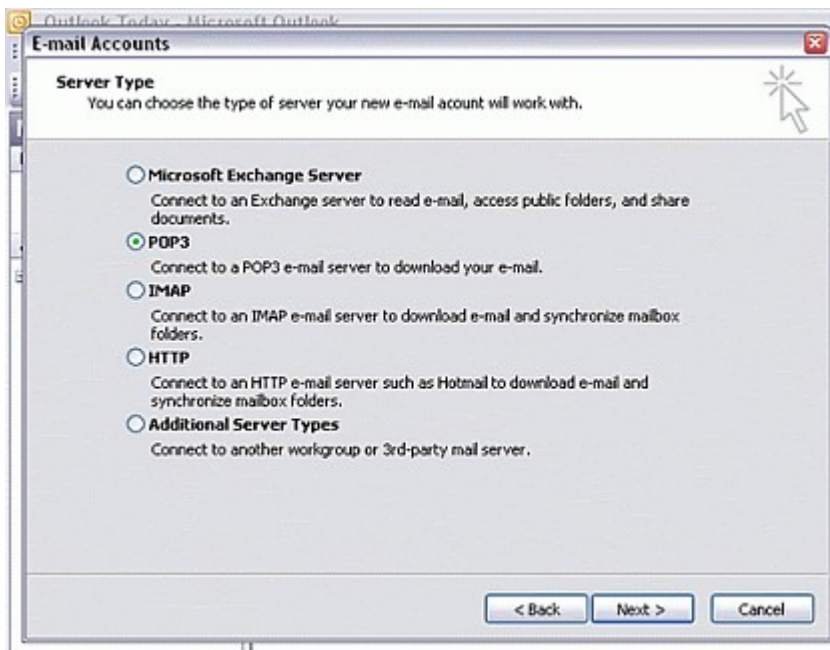 Outlook Today - Microsoft Outlook
E-mail Accounts
Server Type
You can choose the type of server your new e-mail acount will work with.
Microsoft Exchange Server
Connect to an Exchange server to read e-mail, access public folders, and share
documents.
POP3
Connect to a POP3 e-mail server to download your e-mail.
IMAP
Connect to an IMAP e-mail server to download e-mail and synchronize mailbox
folders.
HTTP
Connect to an HTTP e-mail server such as Hotmail to download e-mail and
synchronize mailbox folders.
Additional Server Types
Connect to another workgroup or 3rd-party mail server.
< Back Next > Cancel